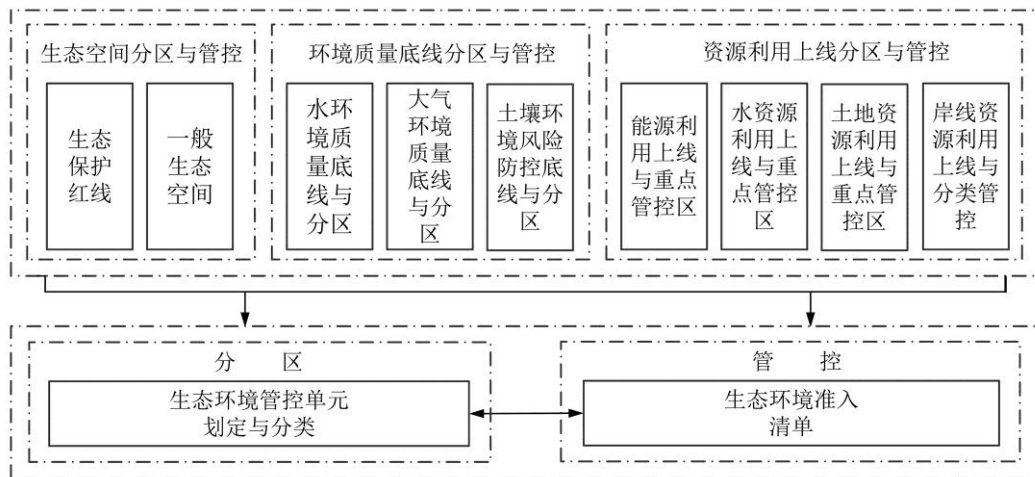 生态空间分区与管控
生态
保护
红线
一般
生态
空间
环境质量底线分区与管控
水环
境质
量底
线与
分区
大气
环境
质量
底线
与分
区
土壤环
境风险
防控底
线与分
区
资源利用上线分区与管控
能源利
用上线
与重点
管控区
水资源
利用上
线与重
点管控
区
土地资
源利用
上线与
重点管
控区
岸线资
源利用
上线与
分类管
控
分 区
生态环境管控单元
划定与分类
管 控
生态环境准入
清单